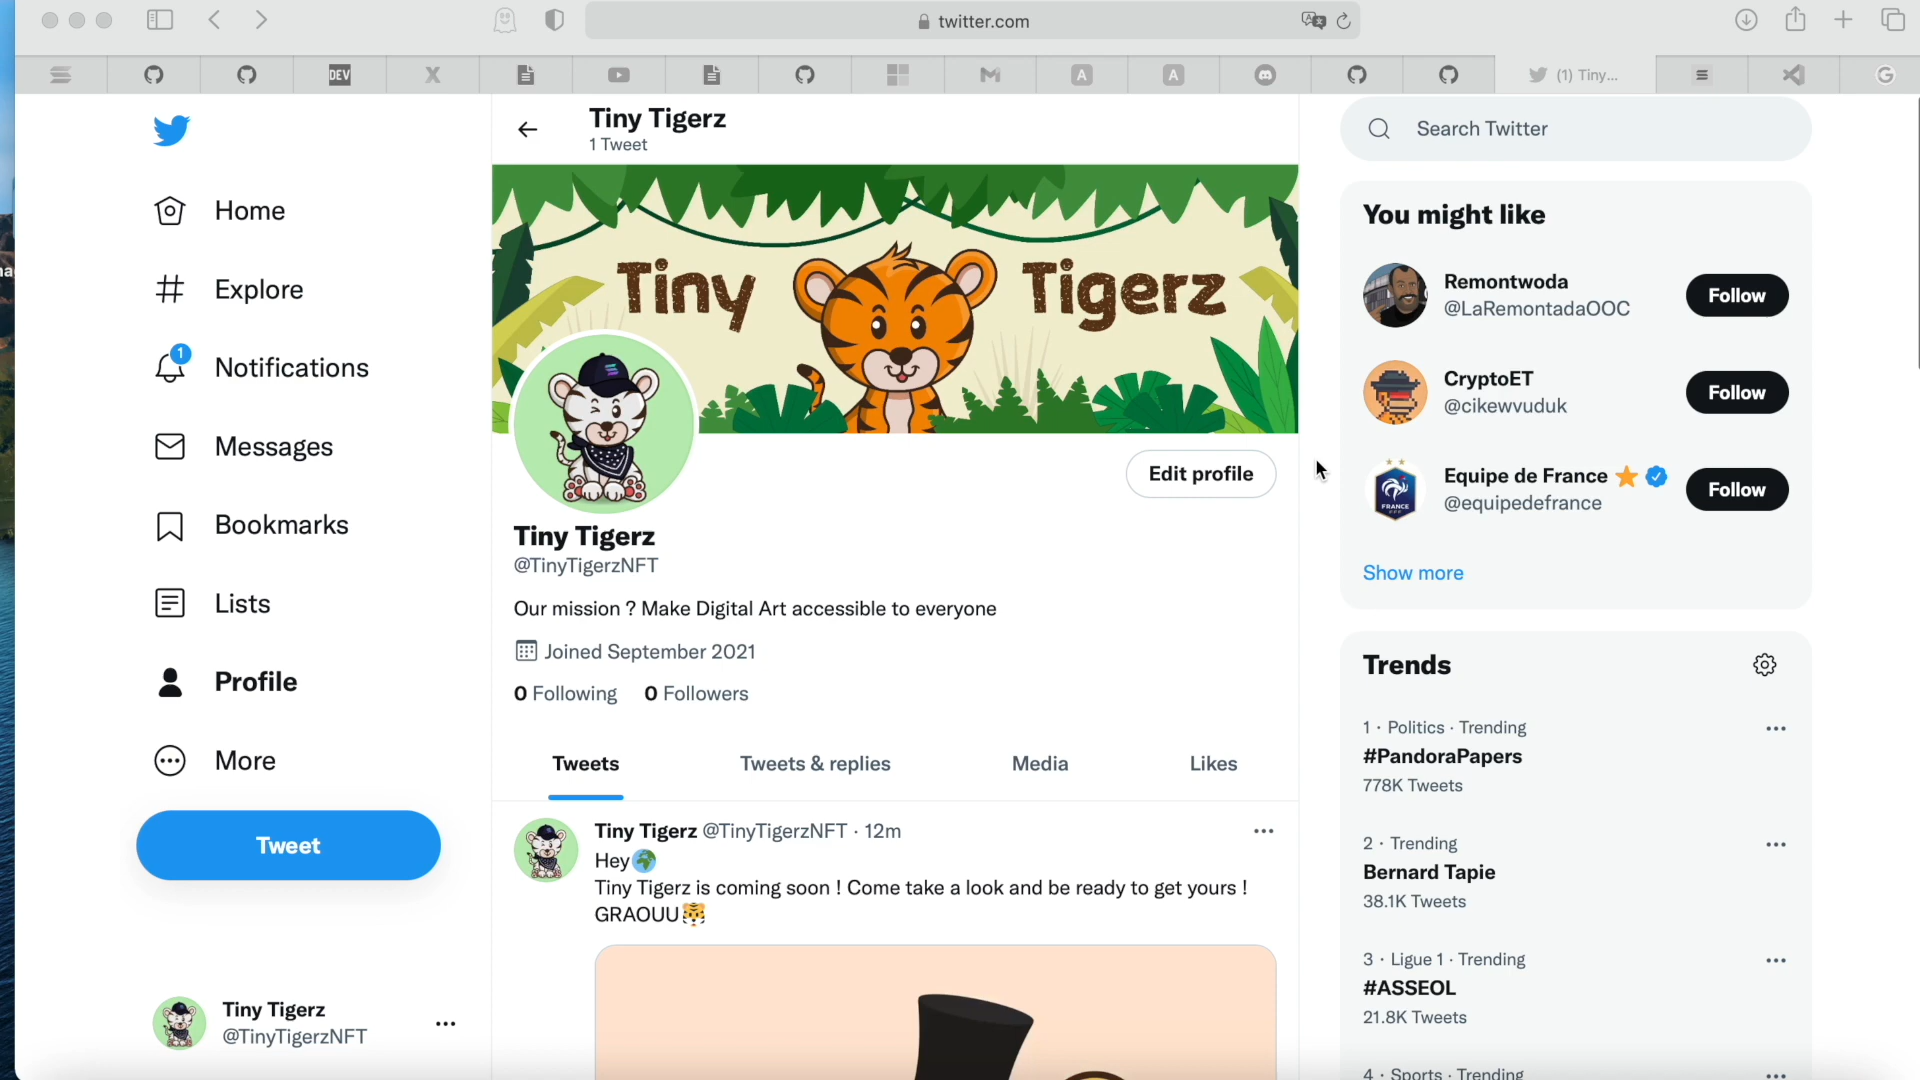 twitter.com
DEV
(1) Tiny...
Home
Explore
1
Notifications
Messages
Bookmarks
Lists
Profile
More
Tweet
Tiny Tigerz
@TinyTigerzNFT
Tiny Tigerz
1 Tweet
Tiny Tigerz
Edit profile
Tiny Tigerz
@TinyTigerzNFT
Our mission ? Make Digital Art accessible to everyone
Joined September 2021
0 Following 0 Followers
Tweets Tweets & replies Media Likes
Tiny Tigerz @TinyTigerzNFT · 12m
Hey🌍
Tiny Tigerz is coming soon ! Come take a look and be ready to get yours !
GRAOUU🐯
Search Twitter
You might like
Remontwoda
@LaRemontadaOOC
Follow
CryptoET
@cikewvuduk
Follow
FRANCE
Equipe de France ⭐
@equipedefrance
Follow
Show more
Trends
1 · Politics · Trending
#PandoraPapers
778K Tweets
2 · Trending
Bernard Tapie
38.1K Tweets
3 · Ligue 1 · Trending
#ASSEOL
21.8K Tweets
4 · Sports · Trending